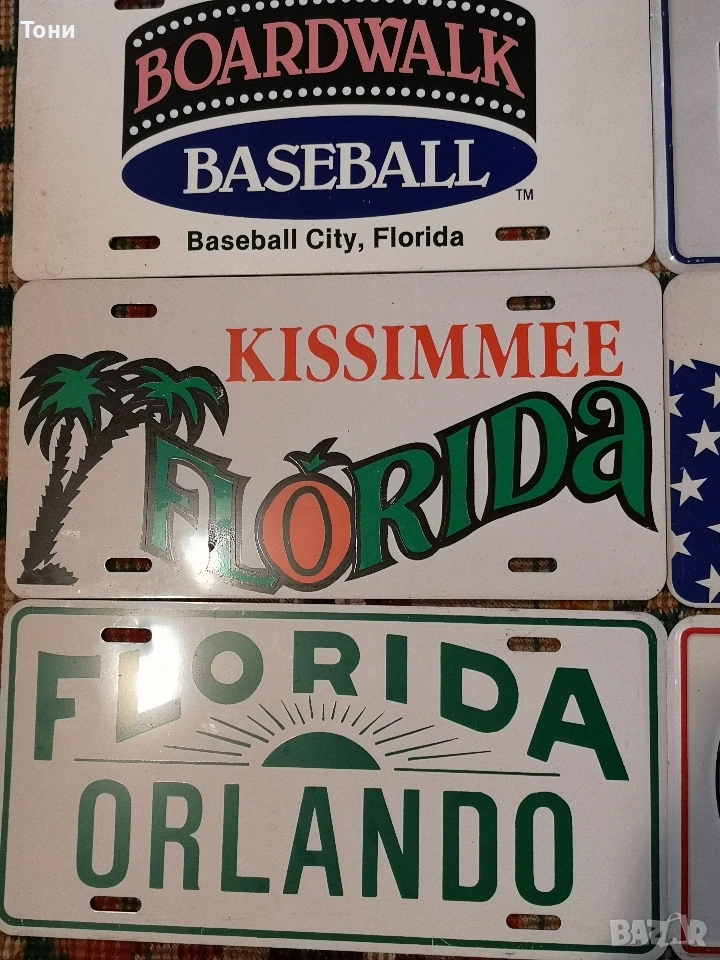 Тони
BOARDWALK
BASEBALL
TM
Baseball City, Florida
KISSIMMEE
FLORIDA
FLORIDA
ORLANDO
BAZAR